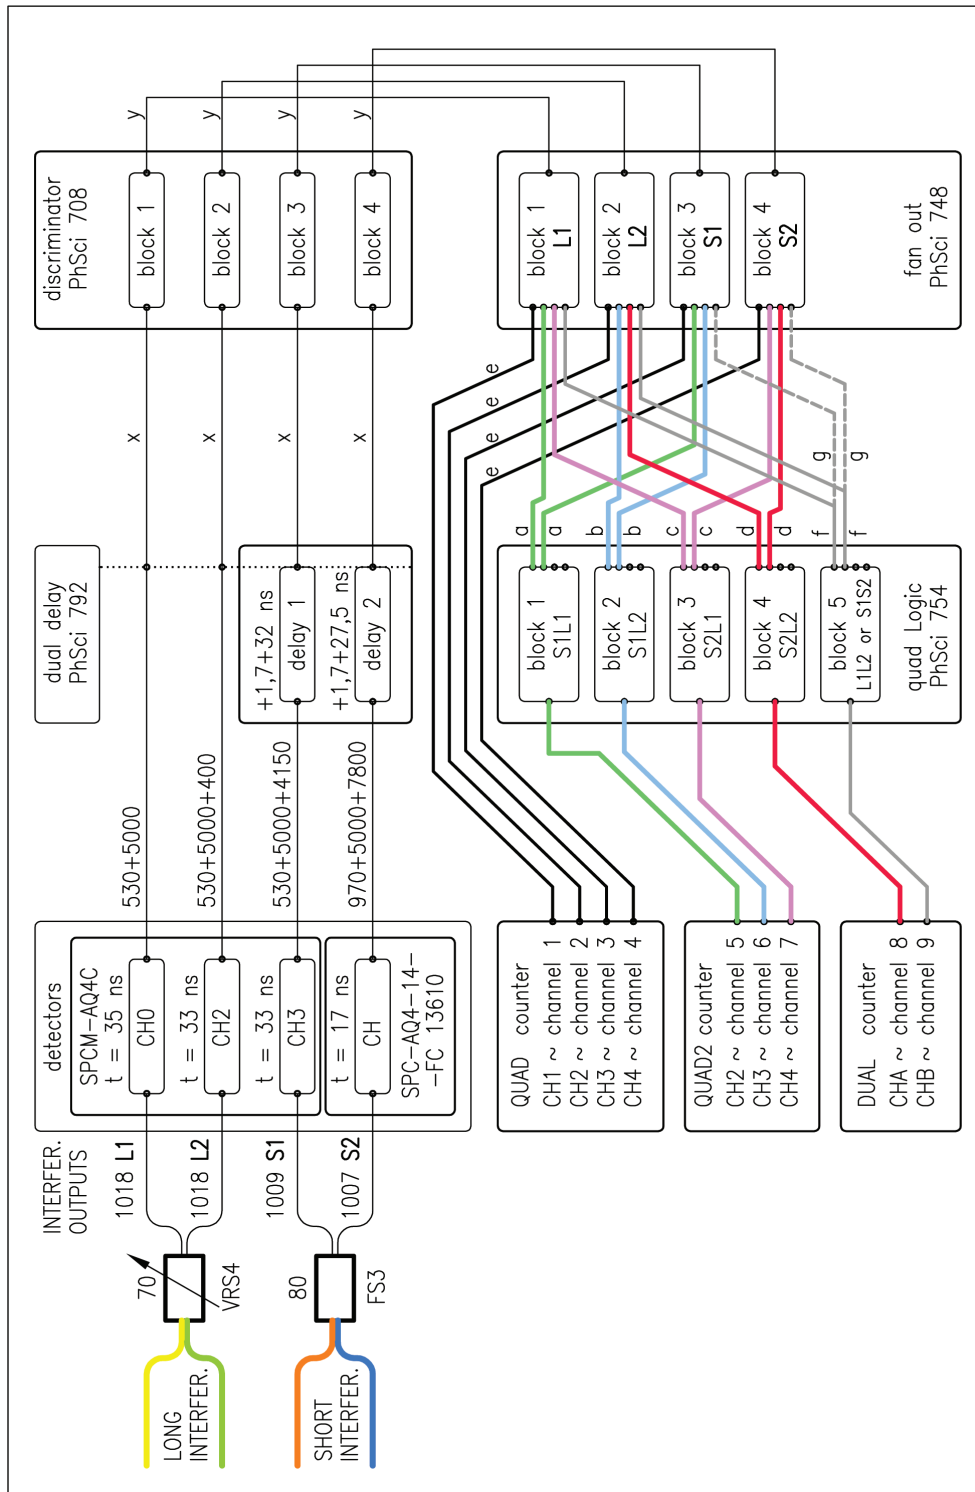 LONG
INTERFER.
SHORT
INTERFER.
70
VRS4
80
FS3
INTERFER.
OUTPUTS
1018 L1
1018 L2
1009 S1
1007 S2
detectors
SPCM-AQ4C
t = 35 ns
CH0
t = 33 ns
CH2
t = 33 ns
CH3
t = 17 ns
CH
SPC-AQ4-14-
-FC 13610
530+5000
530+5000+400
530+5000+4150
970+5000+7800
dual delay
PhSci 792
+1,7+32 ns
delay 1
+1,7+27,5 ns
delay 2
x
x
x
x
discriminator
PhSci 708
block 1
block 2
block 3
block 4
y
y
y
y
QUAD counter
CH1 ~ channel 1
CH2 ~ channel 2
CH3 ~ channel 3
CH4 ~ channel 4
QUAD2 counter
CH2 ~ channel 5
CH3 ~ channel 6
CH4 ~ channel 7
DUAL counter
CHA ~ channel 8
CHB ~ channel 9
block 1
S1L1
block 2
S1L2
block 3
S2L1
block 4
S2L2
block 5
L1L2 or S1S2
quad Logic
PhSci 754
a
a
b
b
c
c
d
d
f
f
g
g
e
e
e
e
block 1
L1
block 2
L2
block 3
S1
block 4
S2
fan out
PhSci 748